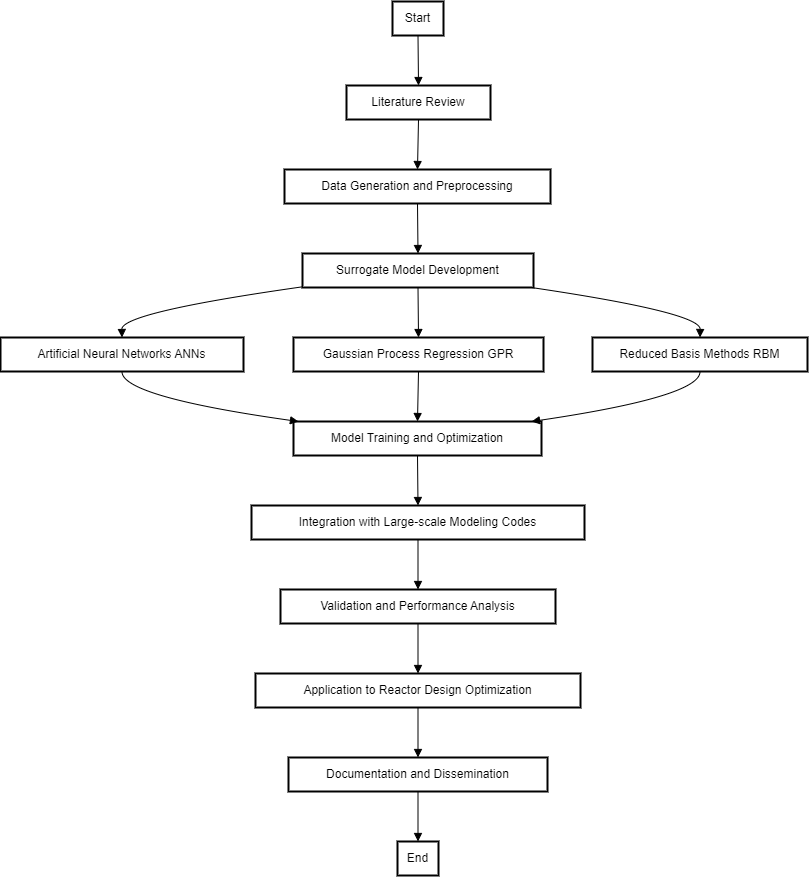 Start
Literature Review
Data Generation and Preprocessing
Surrogate Model Development
Artificial Neural Networks ANNs
Gaussian Process Regression GPR
Reduced Basis Methods RBM
Model Training and Optimization
Integration with Large-scale Modeling Codes
Validation and Performance Analysis
Application to Reactor Design Optimization
Documentation and Dissemination
End